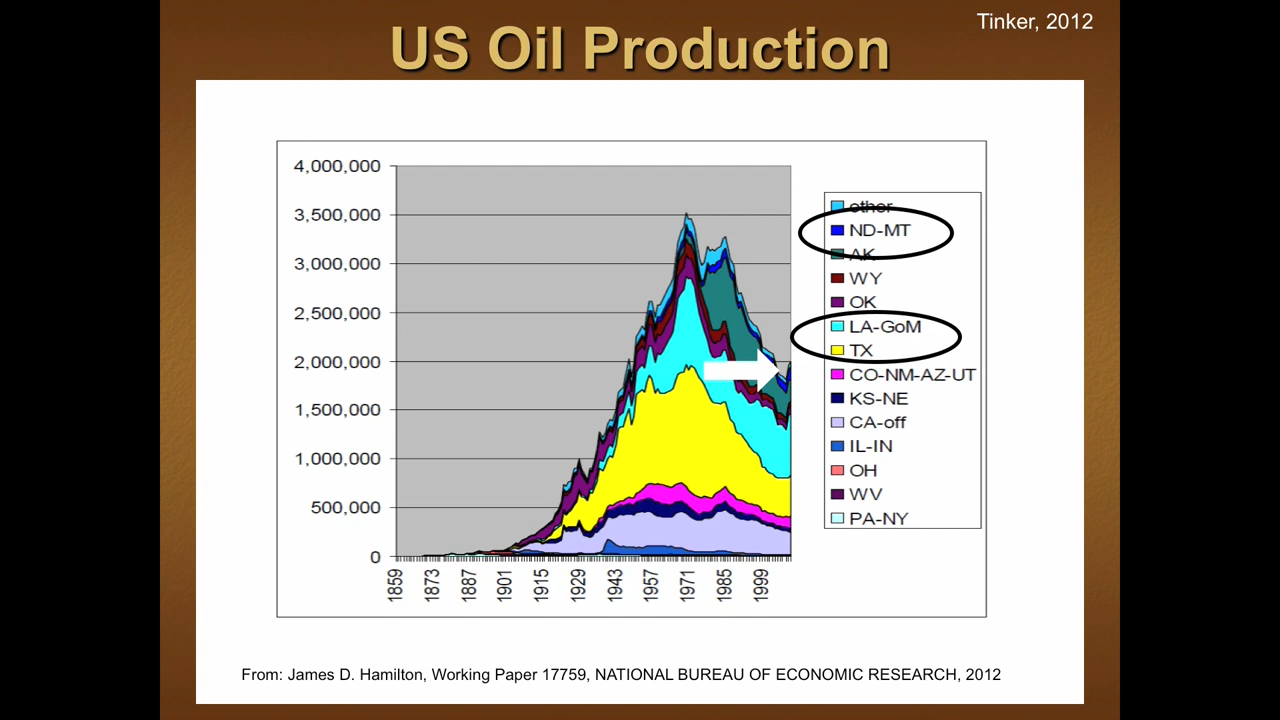 Tinker, 2012
US Oil Production
4,000,000
3,500,000
3,000,000
2,500,000
2,000,000
1,500,000
1,000,000
500,000
0
1859
1873
1887
1901
1915
1929
1943
1957
1971
1985
1999
other
ND-MT
AK
WY
OK
LA-GoM
TX
CO-NM-AZ-UT
KS-NE
CA-off
IL-IN
OH
WV
PA-NY
From: James D. Hamilton, Working Paper 17759, NATIONAL BUREAU OF ECONOMIC RESEARCH, 2012